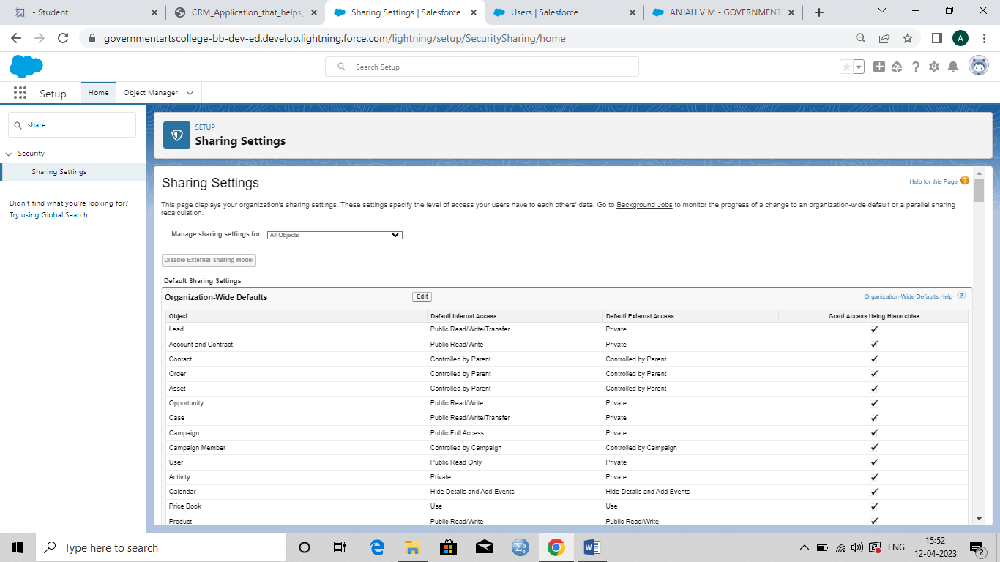 - Student
CRM_Application_that_helps_
Sharing Settings | Salesforce
Users | Salesforce
ANJALI V M - GOVERNMENT
governmentartscollege-bb-dev-ed.develop.lightning.force.com/lightning/setup/SecuritySharing/home
A
Search Setup
Setup
Home
Object Manager
share
Security
Sharing Settings
Didn't find what you're looking for?
Try using Global Search.
SETUP
Sharing Settings
Sharing Settings
Help for this Page
This page displays your organization's sharing settings. These settings specify the level of access your users have to each others' data. Go to Background Jobs to monitor the progress of a change to an organization-wide default or a parallel sharing
recalculation.
Manage sharing settings for: All Objects
Disable External Sharing Model
Default Sharing Settings
Organization-Wide Defaults Edit Organization-Wide Defaults Help ?
Object Default Internal Access Default External Access Grant Access Using Hierarchies
Lead Public Read/Write/Transfer Private ✓
Account and Contract Public Read/Write Private ✓
Contact Controlled by Parent Controlled by Parent ✓
Order Controlled by Parent Controlled by Parent ✓
Asset Controlled by Parent Controlled by Parent ✓
Opportunity Public Read/Write Private ✓
Case Public Read/Write/Transfer Private ✓
Campaign Public Full Access Private ✓
Campaign Member Controlled by Campaign Controlled by Campaign ✓
User Public Read Only Private ✓
Activity Private Private ✓
Calendar Hide Details and Add Events Hide Details and Add Events ✓
Price Book Use Use ✓
Product Public Read/Write Public Read/Write ✓
Type here to search
ENG
15:52
12-04-2023
2